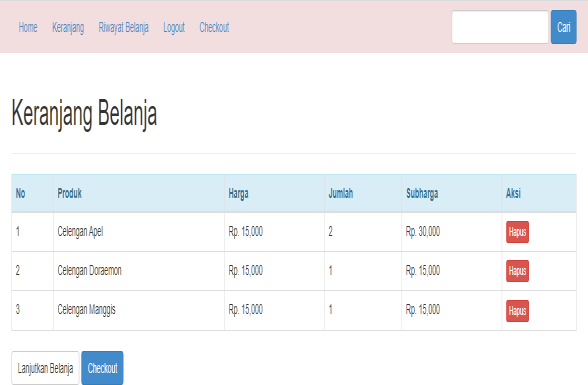 Home Keranjang Riwayat Belanja Logout Checkout Cari
Keranjang Belanja
No Produk Harga Jumlah Subharga Aksi
1 Celengan Apel Rp. 15,000 2 Rp. 30,000 Hapus
2 Celengan Doraemon Rp. 15,000 1 Rp. 15,000 Hapus
3 Celengan Manggis Rp. 15,000 1 Rp. 15,000 Hapus
Lanjutkan Belanja Checkout